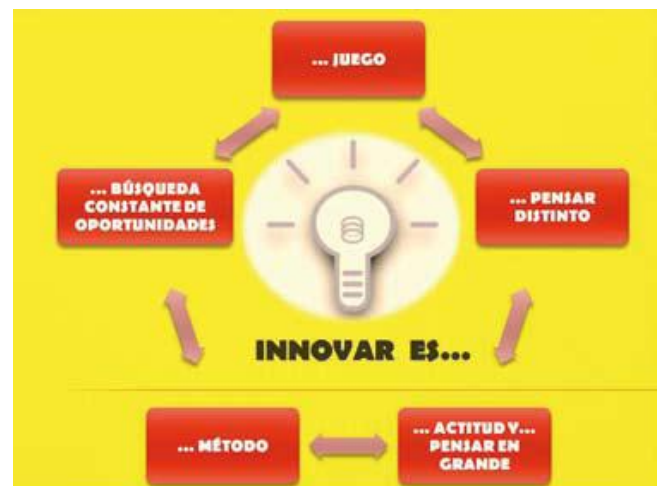 ... JUEGO
... BÚSQUEDA
CONSTANTE DE
OPORTUNIDADES
... PENSAR
DISTINTO
INNOVAR ES...
... MÉTODO
... ACTITUD Y...
PENSAR EN
GRANDE